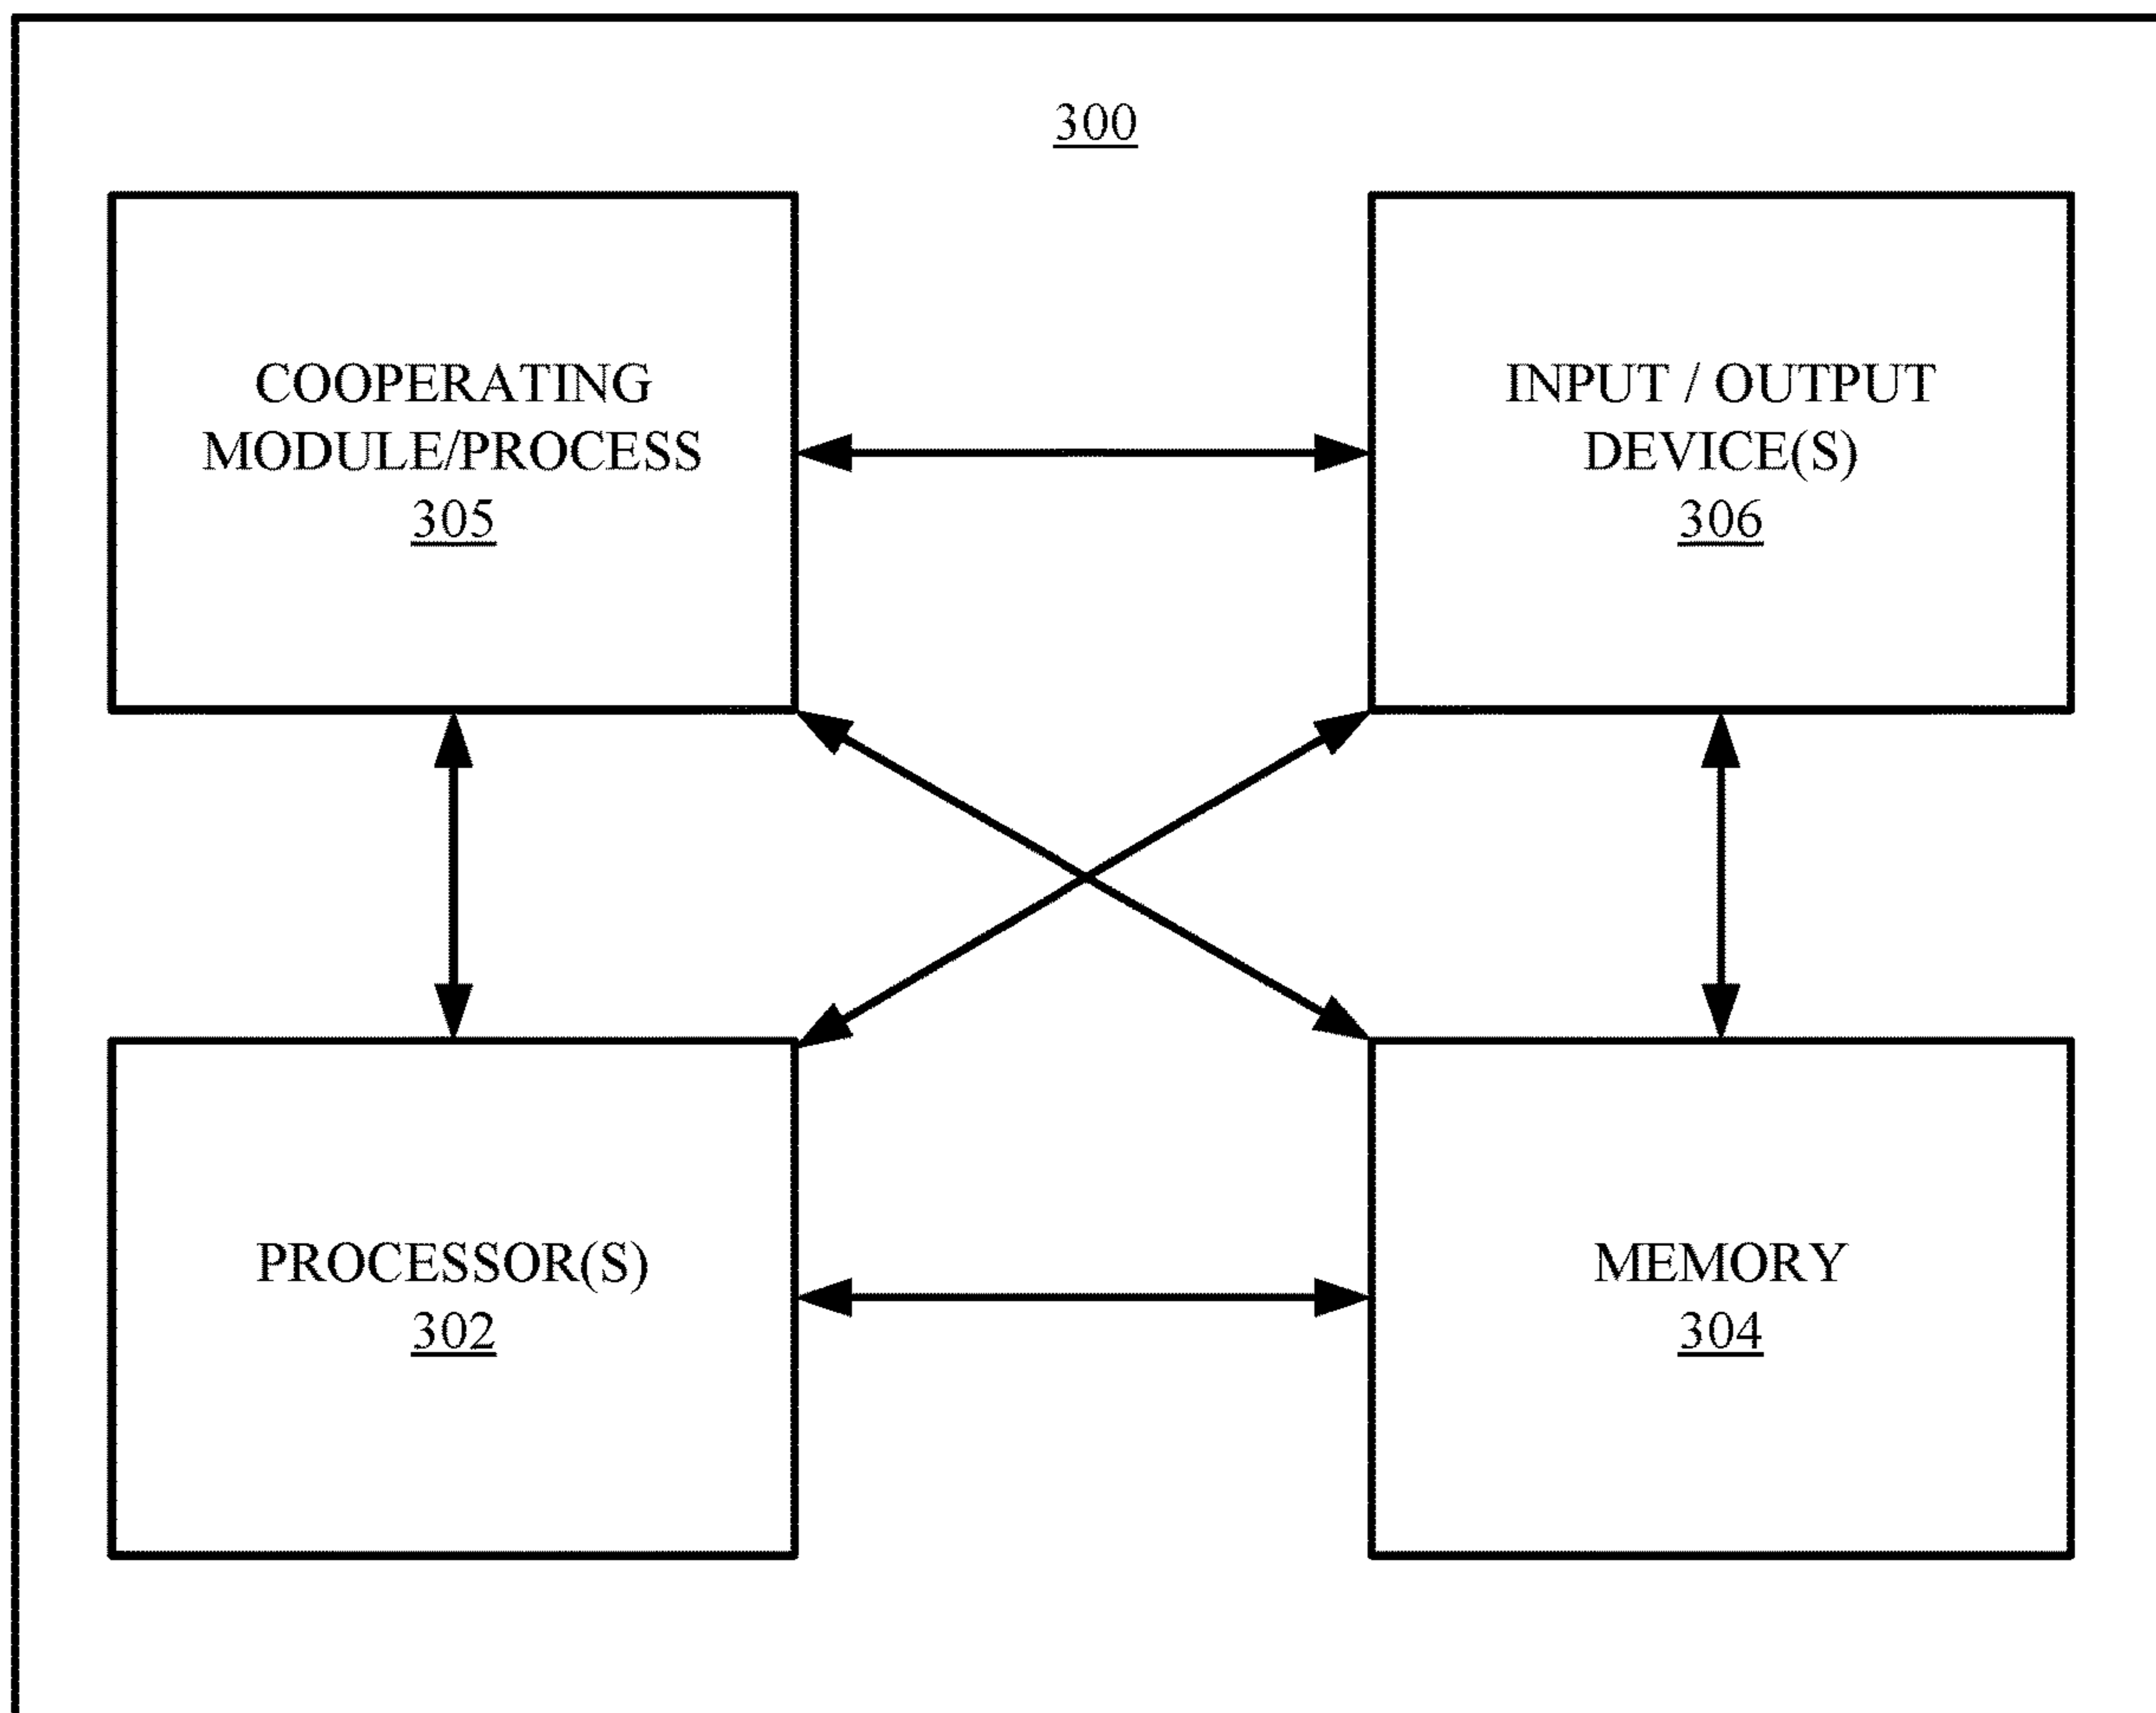 300
COOPERATING
MODULE/PROCESS
305
INPUT / OUTPUT
DEVICE(S)
306
PROCESSOR(S)
302
MEMORY
304